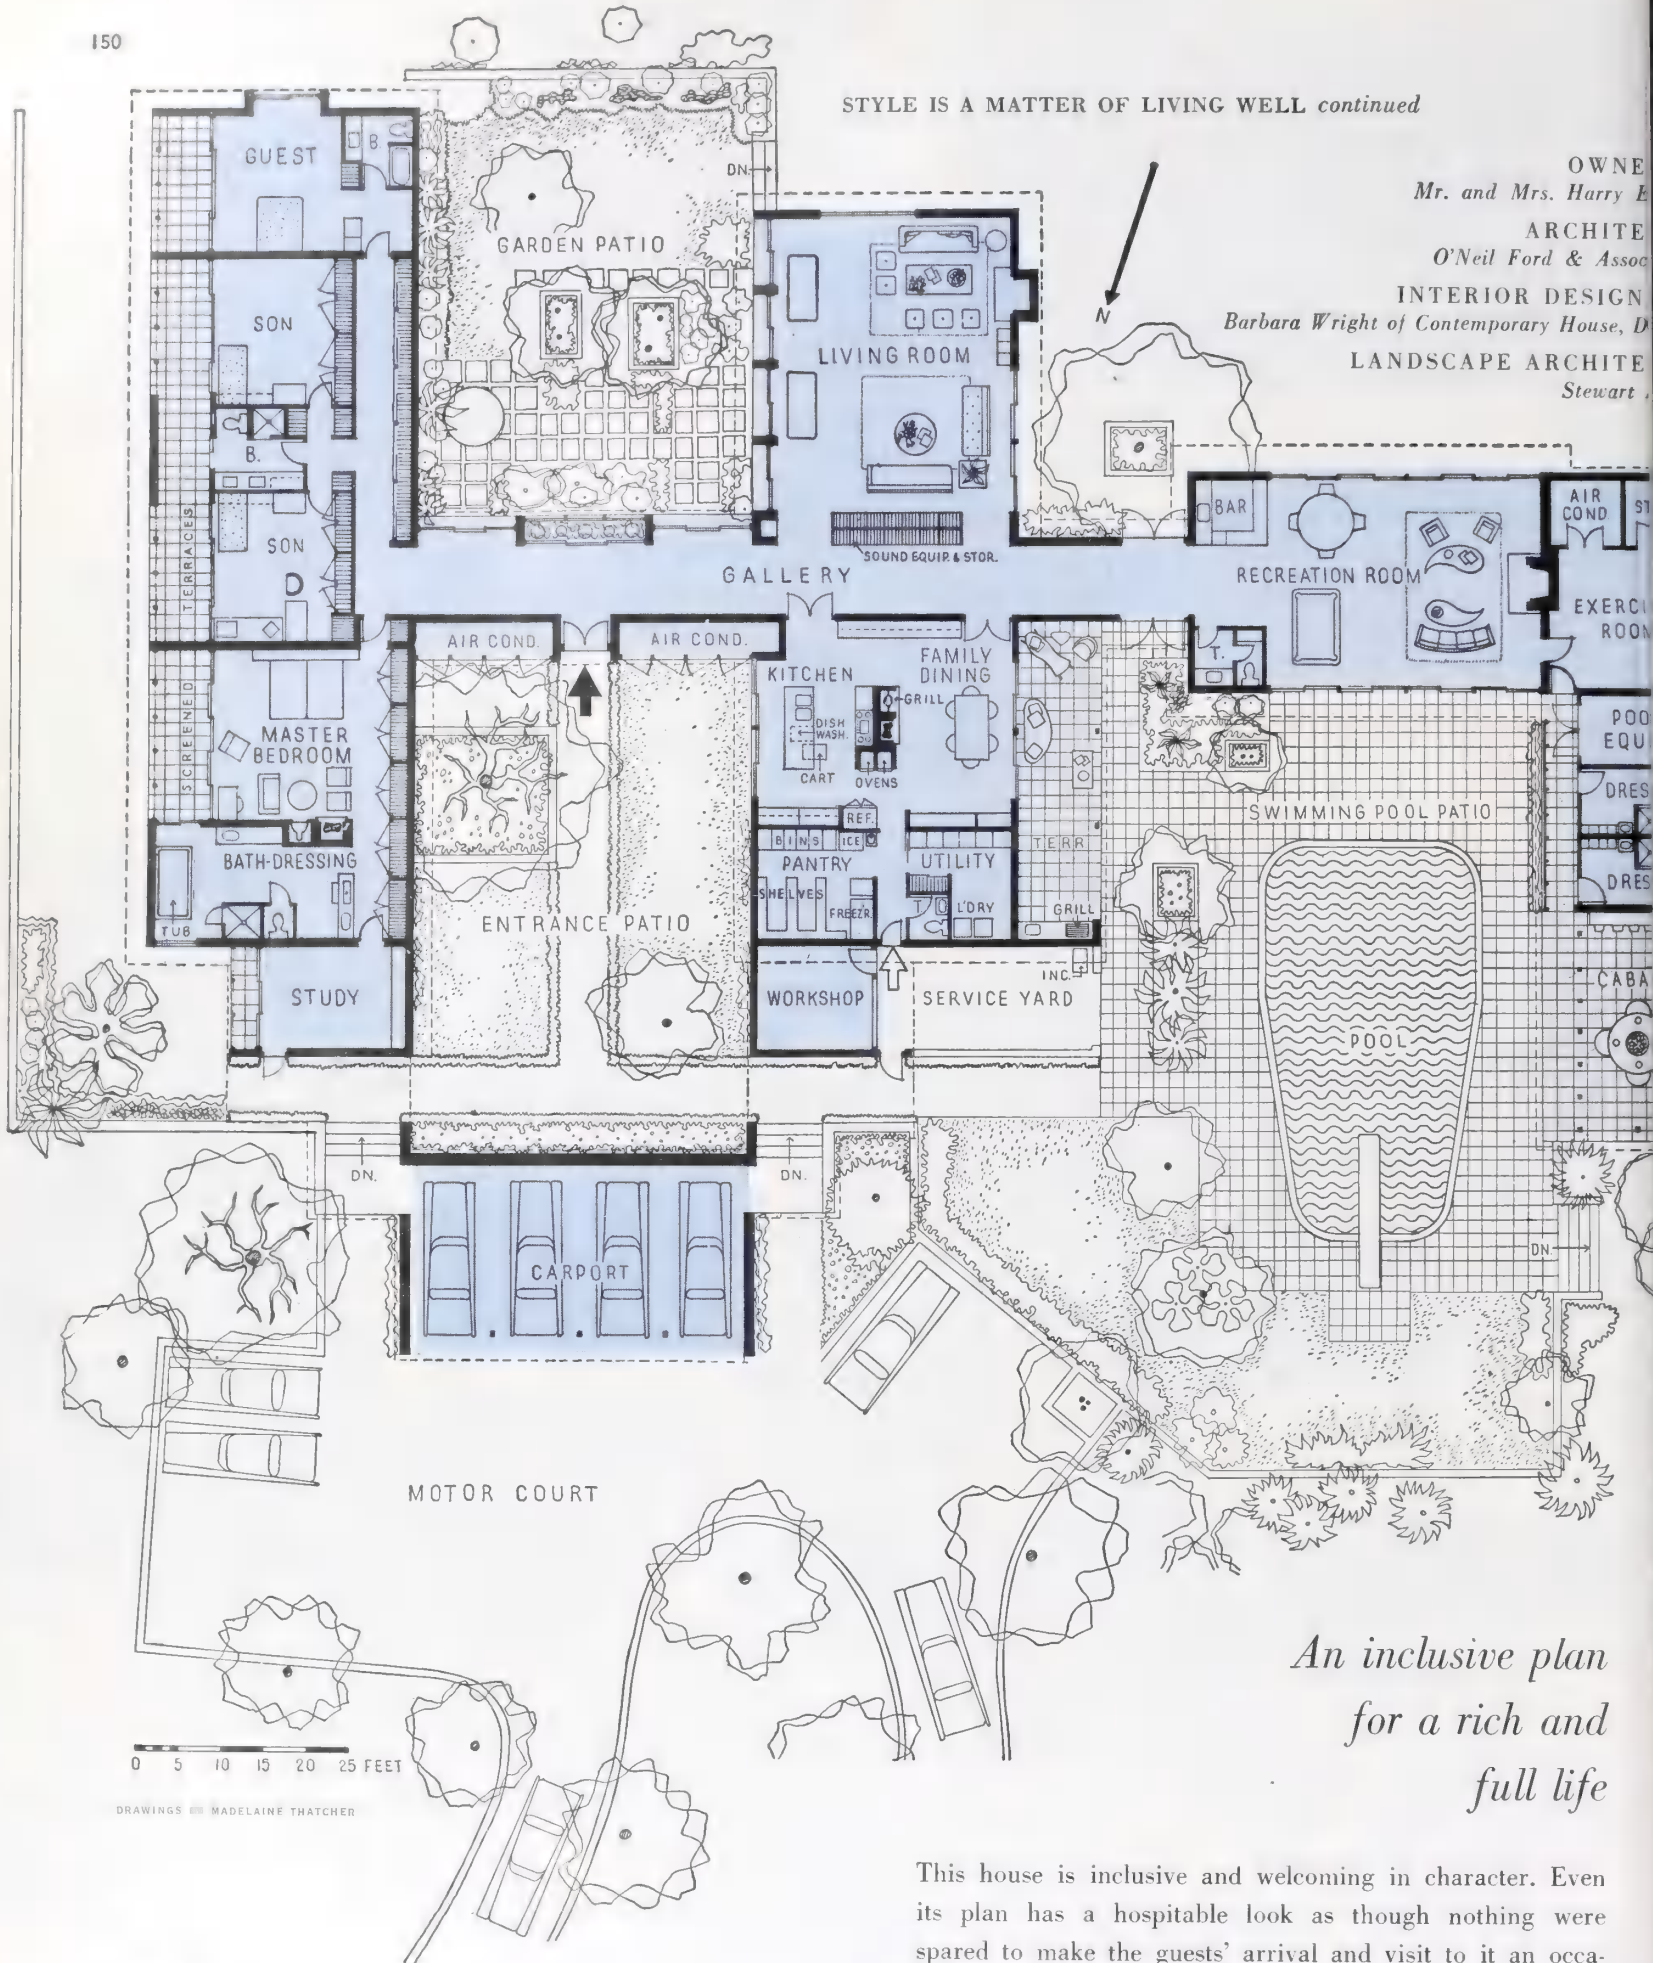 150
STYLE IS A MATTER OF LIVING WELL continued
OWNE
Mr. and Mrs. Harry
ARCHITE
O'Neil Ford & Assoc
INTERIOR DESIGN
Barbara Wright of Contemporary House, D
LANDSCAPE ARCHITE
Stewart
N
GUEST
B.
DN.
GARDEN PATIO
SON
LIVING ROOM
B.
SON
D
TERRACES
SCREENED
SOUND EQUIP. & STOR.
GALLERY
BAR
RECREATION ROOM
AIR
COND
ST
EXERCI
ROOM
AIR COND.
AIR COND.
KITCHEN
FAMILY
DINING
GRILL
DISH
WASH.
CART
OVENS
T.
MASTER
BEDROOM
POO
EQU
DRES
DRES
SWIMMING POOL PATIO
REF.
BINS
ICE
PANTRY
SHELVES
FREEZR.
UTILITY
T.
L'DRY
TERR
GRILL
BATH-DRESSING
TUB
ENTRANCE PATIO
STUDY
WORKSHOP
INC.
SERVICE YARD
CABA
POOL
DN.
DN.
DN.
CARPORT
MOTOR COURT
0 5 10 15 20 25 FEET
DRAWINGS MADELAINE THATCHER
An inclusive plan
for a rich and
full life
This house is inclusive and welcoming in character. Even
its plan has a hospitable look as though nothing were
spared to make the guests' arrival and visit to it an occa-